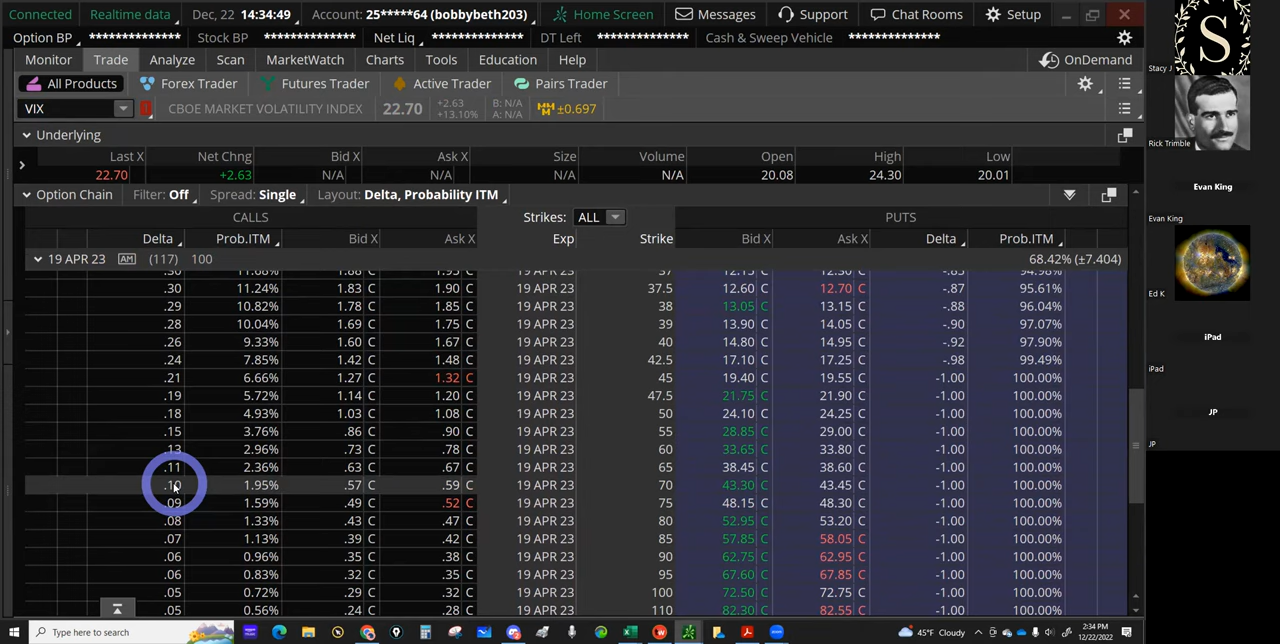 Connected Realtime data Dec, 22 14:34:49 Account: 25*****64 (bobbybeth203) Home Screen Messages Support Chat Rooms Setup
Option BP ************** Stock BP ************** Net Liq ************** DT Left ************** Cash & Sweep Vehicle **************
Monitor Trade Analyze Scan MarketWatch Charts Tools Education Help OnDemand
All Products Forex Trader Futures Trader Active Trader Pairs Trader
VIX CBOE MARKET VOLATILITY INDEX 22.70 +2.63 +13.10% B: N/A A: N/A ±0.697
Underlying
Last X Net Chng Bid X Ask X Size Volume Open High Low
22.70 +2.63 N/A N/A N/A N/A 20.08 24.30 20.01
Option Chain Filter: Off Spread: Single Layout: Delta, Probability ITM
CALLS Strikes: ALL PUTS
Delta Prob.ITM Bid X Ask X Exp Strike Bid X Ask X Delta Prob.ITM
19 APR 23 AM (117) 100 68.42% (±7.404)
.30 11.68% 1.88 C 1.95 C 19 APR 23 37 12.15 C 12.30 C -.85 94.98%
.30 11.24% 1.83 C 1.90 C 19 APR 23 37.5 12.60 C 12.70 C -.87 95.61%
.29 10.82% 1.78 C 1.85 C 19 APR 23 38 13.05 C 13.15 C -.88 96.04%
.28 10.04% 1.69 C 1.75 C 19 APR 23 39 13.90 C 14.05 C -.90 97.07%
.26 9.33% 1.60 C 1.67 C 19 APR 23 40 14.80 C 14.95 C -.92 97.90%
.24 7.85% 1.42 C 1.48 C 19 APR 23 42.5 17.10 C 17.25 C -.98 99.49%
.21 6.66% 1.27 C 1.32 C 19 APR 23 45 19.40 C 19.55 C -1.00 100.00%
.19 5.72% 1.14 C 1.20 C 19 APR 23 47.5 21.75 C 21.90 C -1.00 100.00%
.18 4.93% 1.03 C 1.08 C 19 APR 23 50 24.10 C 24.25 C -1.00 100.00%
.15 3.76% .86 C .90 C 19 APR 23 55 28.85 C 29.00 C -1.00 100.00%
.13 2.96% .73 C .78 C 19 APR 23 60 33.65 C 33.80 C -1.00 100.00%
.11 2.36% .63 C .67 C 19 APR 23 65 38.45 C 38.60 C -1.00 100.00%
.10 1.95% .57 C .59 C 19 APR 23 70 43.30 C 43.45 C -1.00 100.00%
.09 1.59% .49 C .52 C 19 APR 23 75 48.15 C 48.30 C -1.00 100.00%
.08 1.33% .43 C .47 C 19 APR 23 80 52.95 C 53.20 C -1.00 100.00%
.07 1.13% .39 C .42 C 19 APR 23 85 57.85 C 58.05 C -1.00 100.00%
.06 0.96% .35 C .38 C 19 APR 23 90 62.75 C 62.95 C -1.00 100.00%
.06 0.83% .32 C .35 C 19 APR 23 95 67.60 C 67.85 C -1.00 100.00%
.05 0.72% .29 C .32 C 19 APR 23 100 72.50 C 72.75 C -1.00 100.00%
.05 0.56% .24 C .28 C 19 APR 23 110 82.30 C 82.55 C -1.00 100.00%
Type here to search 45°F Cloudy 2:34 PM
12/22/2022
S
Stacy J
Rick Trimble
Evan King
Evan King
Ed K
iPad
iPad
JP
JP